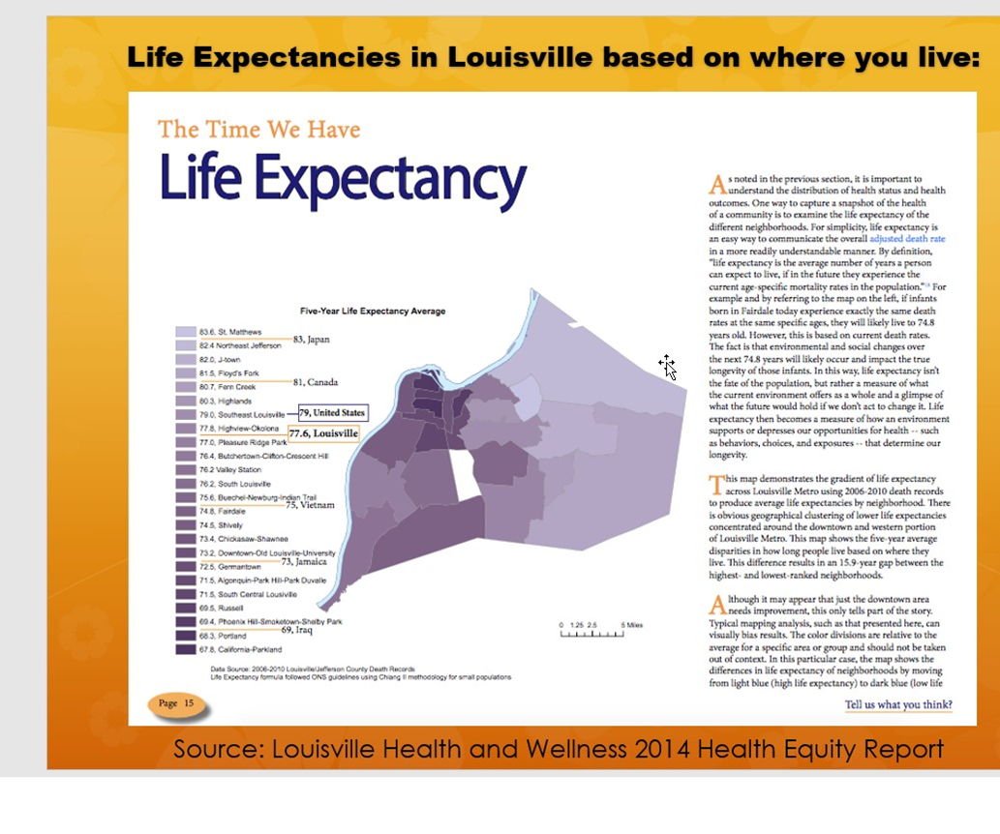 Life Expectancies in Louisville based on where you live:
The Time We Have
Life Expectancy
Five-Year Life Expectancy Average
83.6, St. Matthews
83, Japan
82.4 Northeast Jefferson
82.0, J-town
81.5, Floyd's Fork
81, Canada
80.7, Fern Creek
80.3, Highlands
79.0, Southeast Louisville
79, United States
77.8, Highview-Okolona
77.6, Louisville
77.0, Pleasure Ridge Park
76.4, Butchertown-Clifton-Crescent Hill
76.2 Valley Station
76.2, South Louisville
75.6, Buechel-Newburg-Indian Trail
75, Vietnam
74.8, Fairdale
74.5, Shively
73.4, Chickasaw-Shawnee
73.2, Downtown-Old Louisville-University
73, Jamaica
72.5, Germantown
71.5, Algonquin-Park Hill-Park Duvalle
71.5, South Central Louisville
69.5, Russell
69.4, Phoenix Hill-Smoketown-Shelby Park
69, Iraq
68.3, Portland
67.8, California-Parkland
0 1.25 2.5 5 Miles
Data Source: 2006-2010 Louisville/Jefferson County Death Records
Life Expectancy formula followed ONS guidelines using Chiang II methodology for small populations
Page 15
As noted in the previous section, it is important to
understand the distribution of health status and health
outcomes. One way to capture a snapshot of the health
of a community is to examine the life expectancy of the
different neighborhoods. For simplicity, life expectancy is
an easy way to communicate the overall adjusted death rate
in a more readily understandable manner. By definition,
"life expectancy is the average number of years a person
can expect to live, if in the future they experience the
current age-specific mortality rates in the population." For
example and by referring to the map on the left, if infants
born in Fairdale today experience exactly the same death
rates at the same specific ages, they will likely live to 74.8
years old. However, this is based on current death rates.
The fact is that environmental and social changes over
the next 74.8 years will likely occur and impact the true
longevity of those infants. In this way, life expectancy isn't
the fate of the population, but rather a measure of what
the current environment offers as a whole and a glimpse of
what the future would hold if we don't act to change it. Life
expectancy then becomes a measure of how an environment
supports or depresses our opportunities for health -- such
as behaviors, choices, and exposures -- that determine our
longevity.
This map demonstrates the gradient of life expectancy
across Louisville Metro using 2006-2010 death records
to produce average life expectancies by neighborhood. There
is obvious geographical clustering of lower life expectancies
concentrated around the downtown and western portion
of Louisville Metro. This map shows the five-year average
disparities in how long people live based on where they
live. This difference results in an 15.9-year gap between the
highest- and lowest-ranked neighborhoods.
Although it may appear that just the downtown area
needs improvement, this only tells part of the story.
Typical mapping analysis, such as that presented here, can
visually bias results. The color divisions are relative to the
average for a specific area or group and should not be taken
out of context. In this particular case, the map shows the
differences in life expectancy of neighborhoods by moving
from light blue (high life expectancy) to dark blue (low life
Tell us what you think?
Source: Louisville Health and Wellness 2014 Health Equity Report